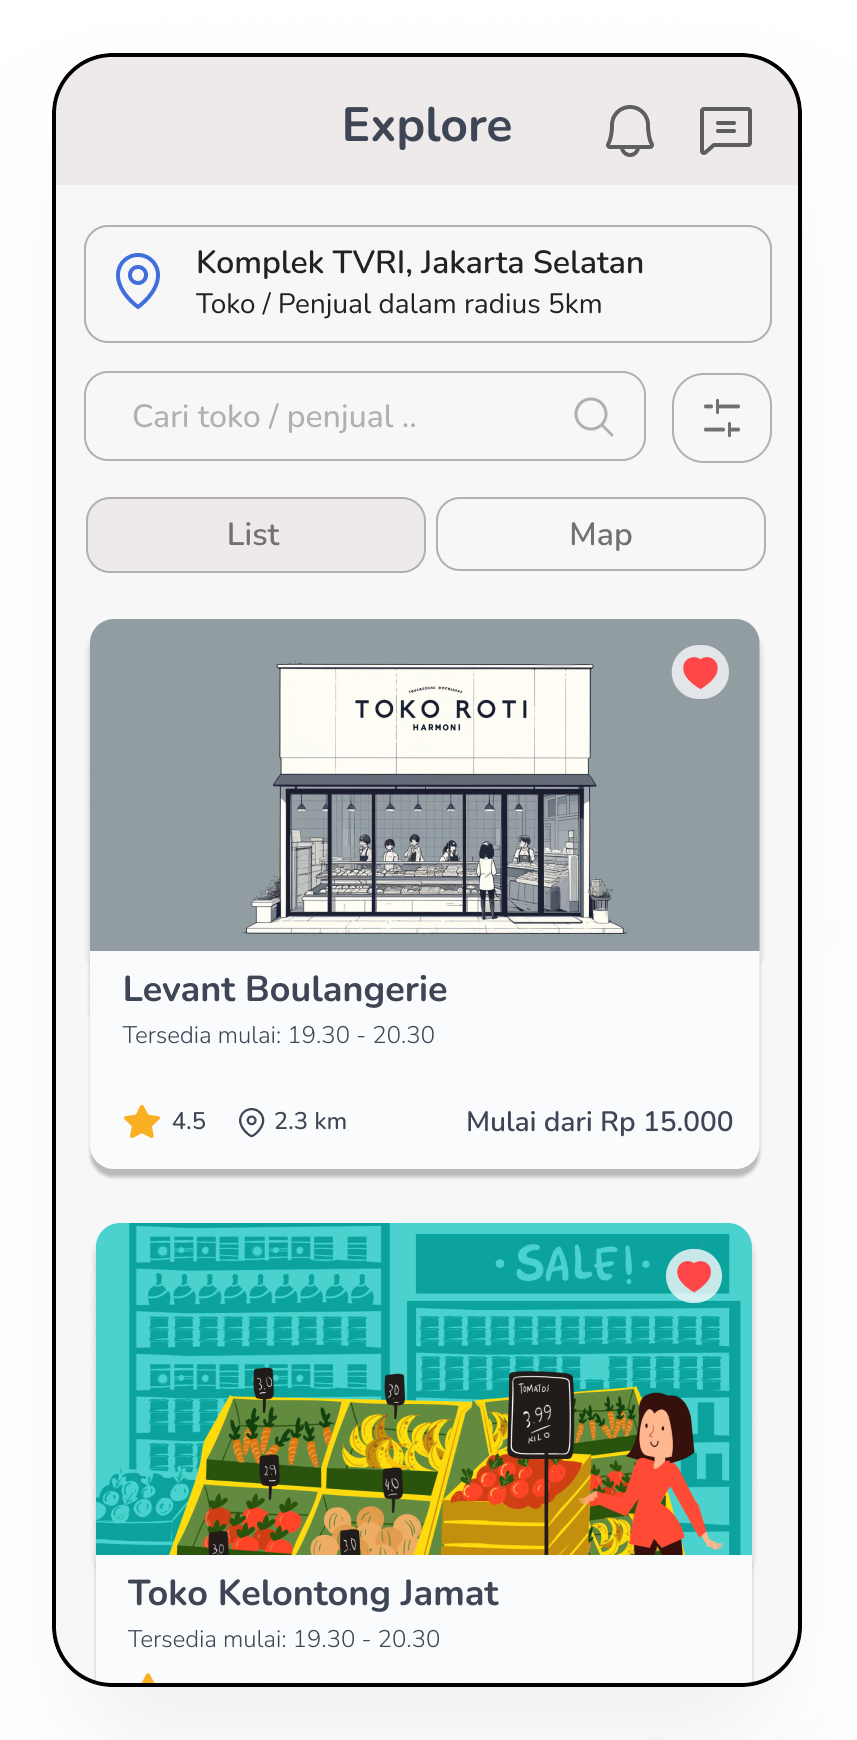 Explore
Komplek TVRI, Jakarta Selatan
Toko / Penjual dalam radius 5km
Cari toko / penjual ..
List
Map
TOKO ROTI
HARMONI
Levant Boulangerie
Tersedia mulai: 19.30 - 20.30
4.5
2.3 km
Mulai dari Rp 15.000
· SALE! ·
3.0
3.0
TOMATOS
3.99
KILO
2.9
4.0
3.0
3.0
Toko Kelontong Jamat
Tersedia mulai: 19.30 - 20.30